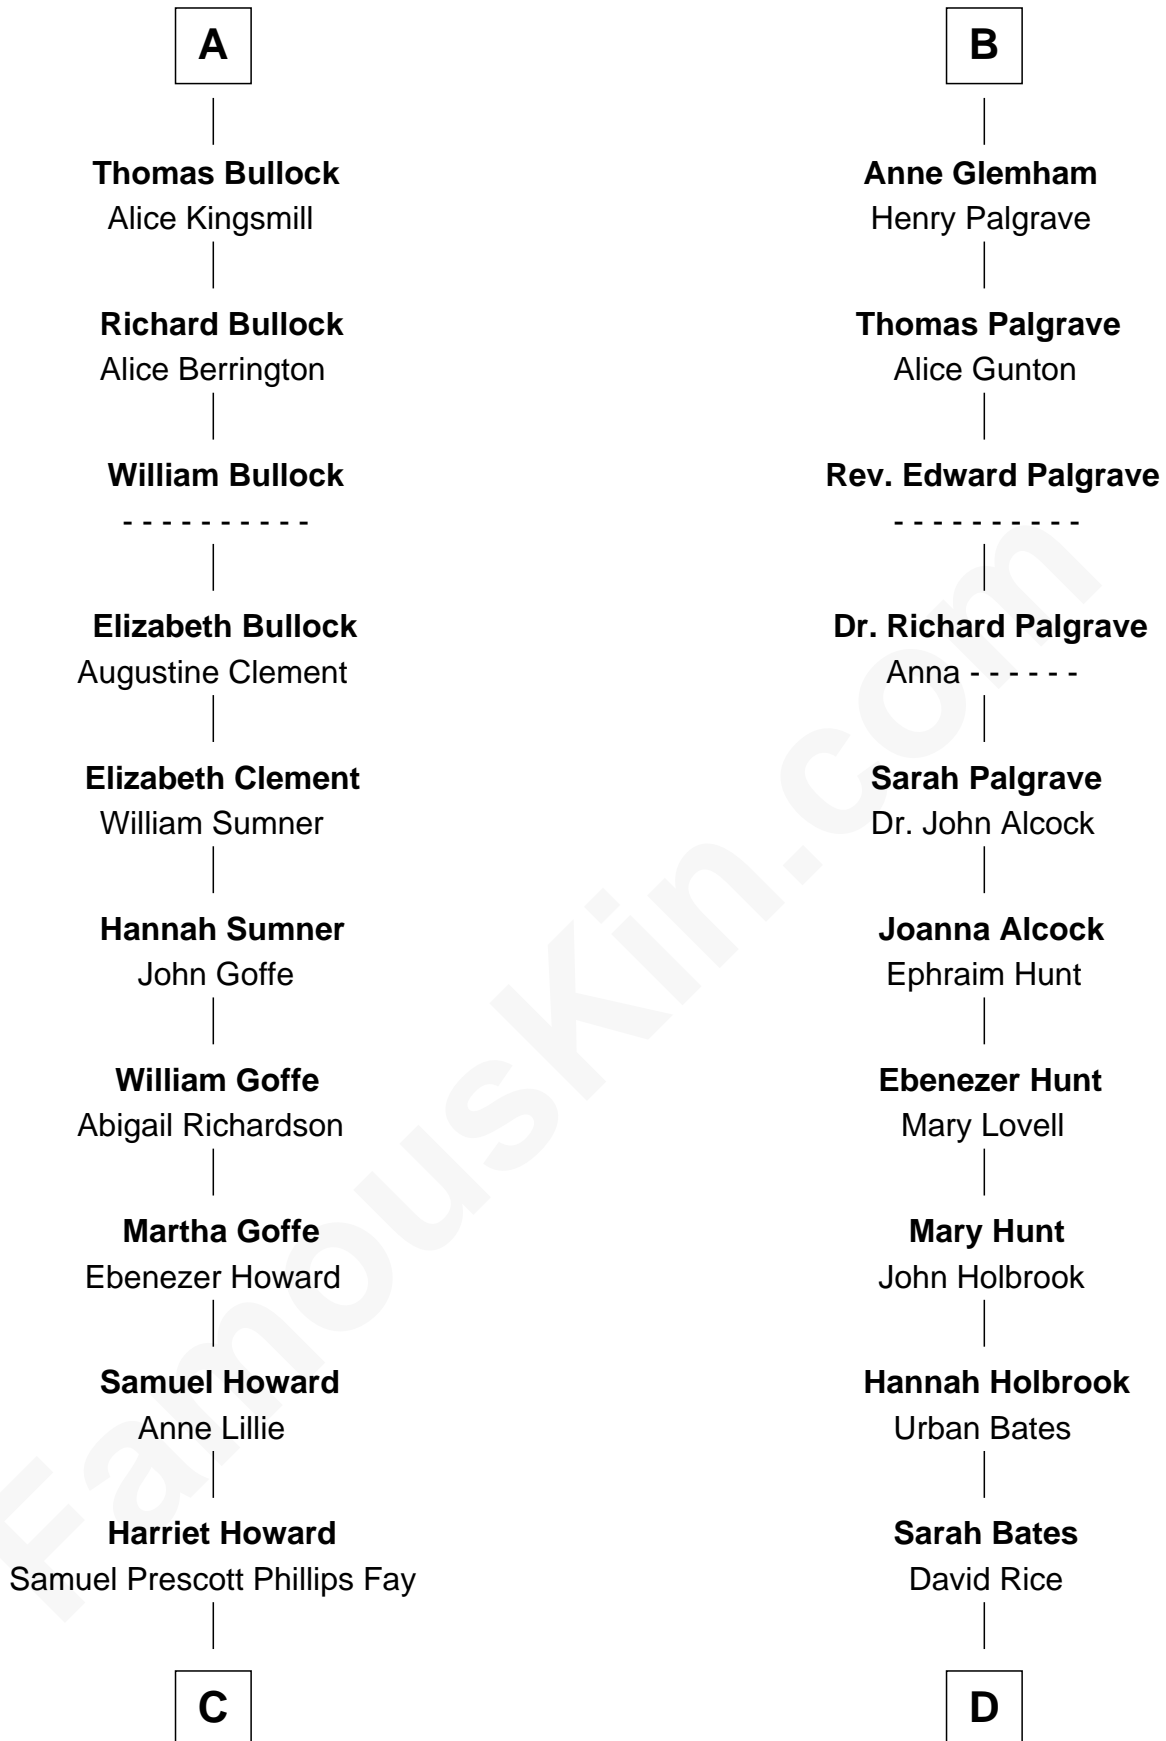 A
Thomas Bullock
Alice Kingsmill
Richard Bullock
Alice Berrington
William Bullock
- - - - - - - - - -
Elizabeth Bullock
Augustine Clement
Elizabeth Clement
William Sumner
Hannah Sumner
John Goffe
William Goffe
Abigail Richardson
Martha Goffe
Ebenezer Howard
Samuel Howard
Anne Lillie
Harriet Howard
Samuel Prescott Phillips Fay
C
B
Anne Glemham
Henry Palgrave
Thomas Palgrave
Alice Gunton
Rev. Edward Palgrave
- - - - - - - - - -
Dr. Richard Palgrave
Anna - - - - - -
Sarah Palgrave
Dr. John Alcock
Joanna Alcock
Ephraim Hunt
Ebenezer Hunt
Mary Lovell
Mary Hunt
John Holbrook
Hannah Holbrook
Urban Bates
Sarah Bates
David Rice
D
FamousKin.com